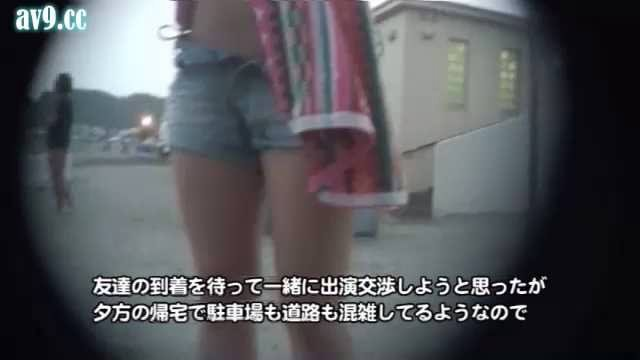 av9.cc
友達の到着を待って一緒に出演交渉しようと思ったが
夕方の帰宅で駐車場も道路も混雑してるようなので